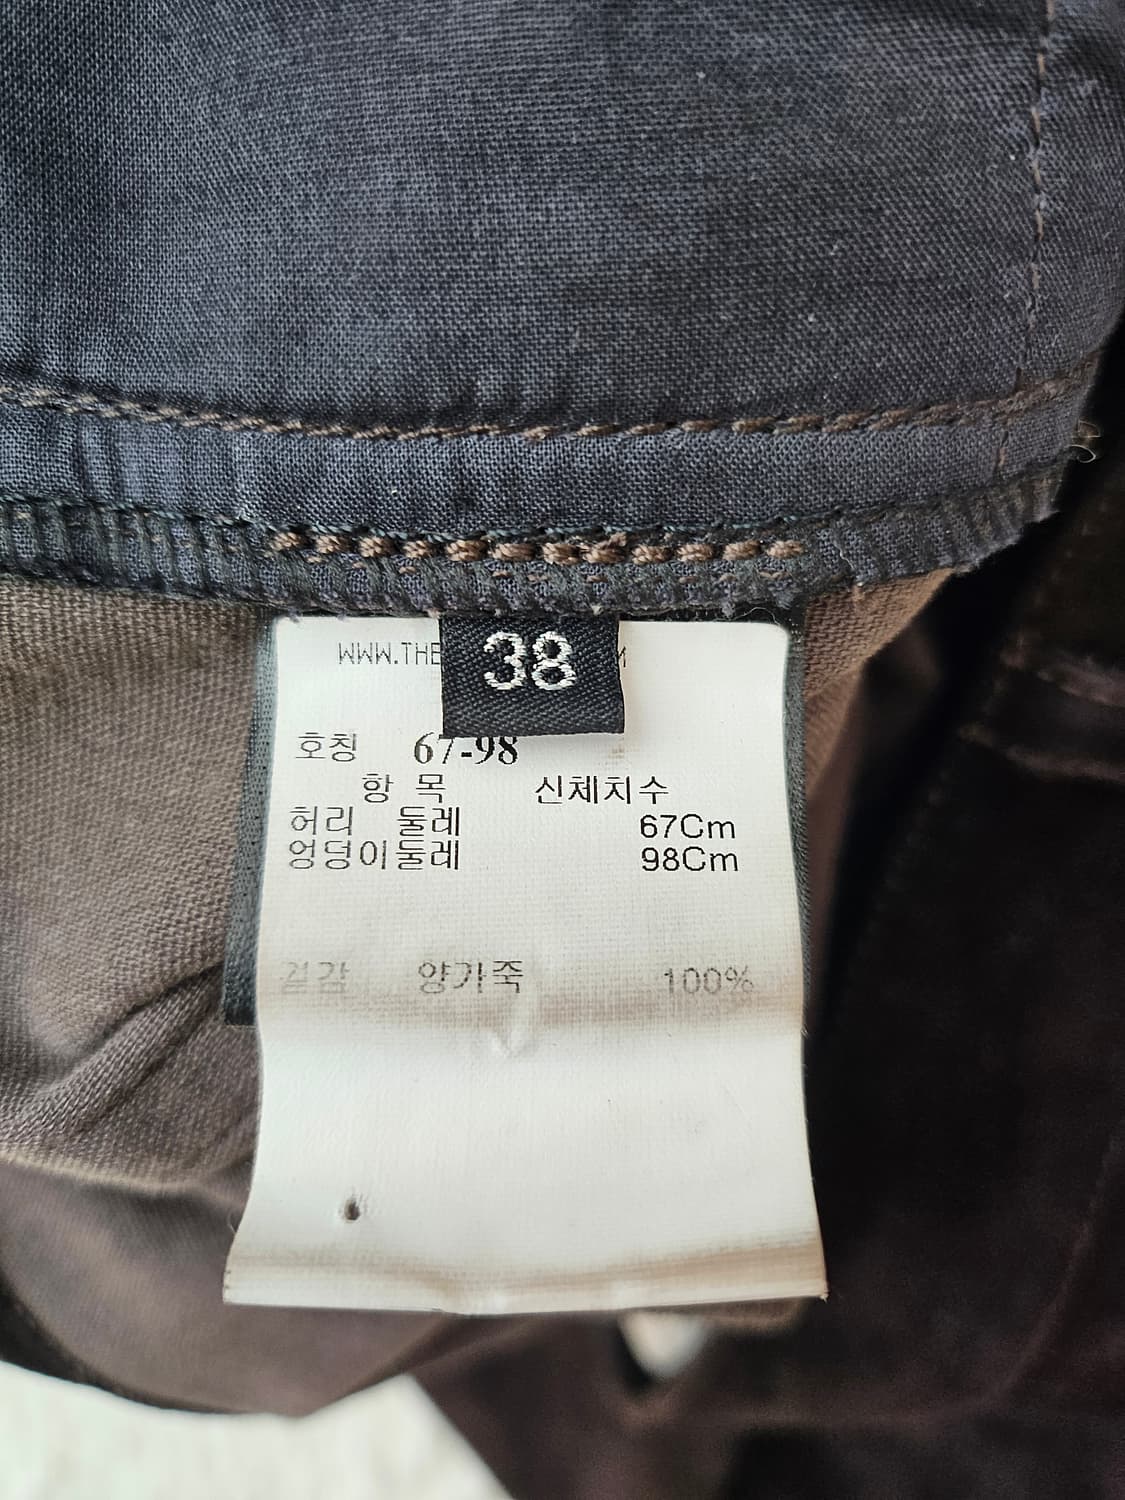 38
WWW.THE
호칭 67-98
항 목 신체치수
허리 둘레 67Cm
엉덩이둘레 98Cm
겉감 양가죽 100%